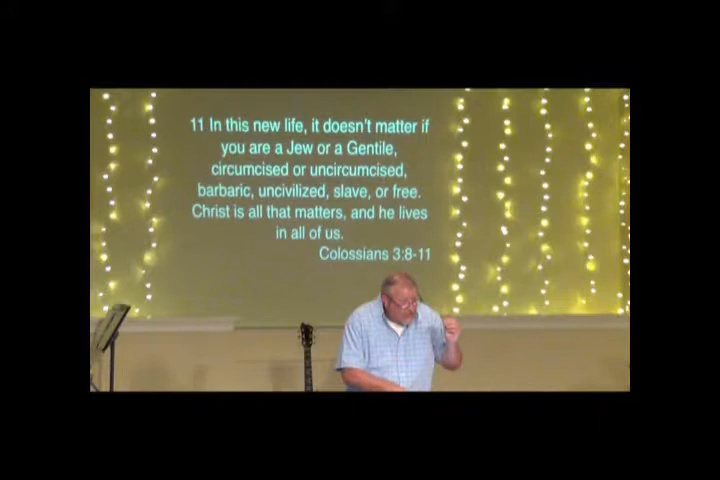 11 In this new life, it doesn't matter if
you are a Jew or a Gentile,
circumcised or uncircumcised,
barbaric, uncivilized, slave, or free.
Christ is all that matters, and he lives
in all of us.
Colossians 3:8-11